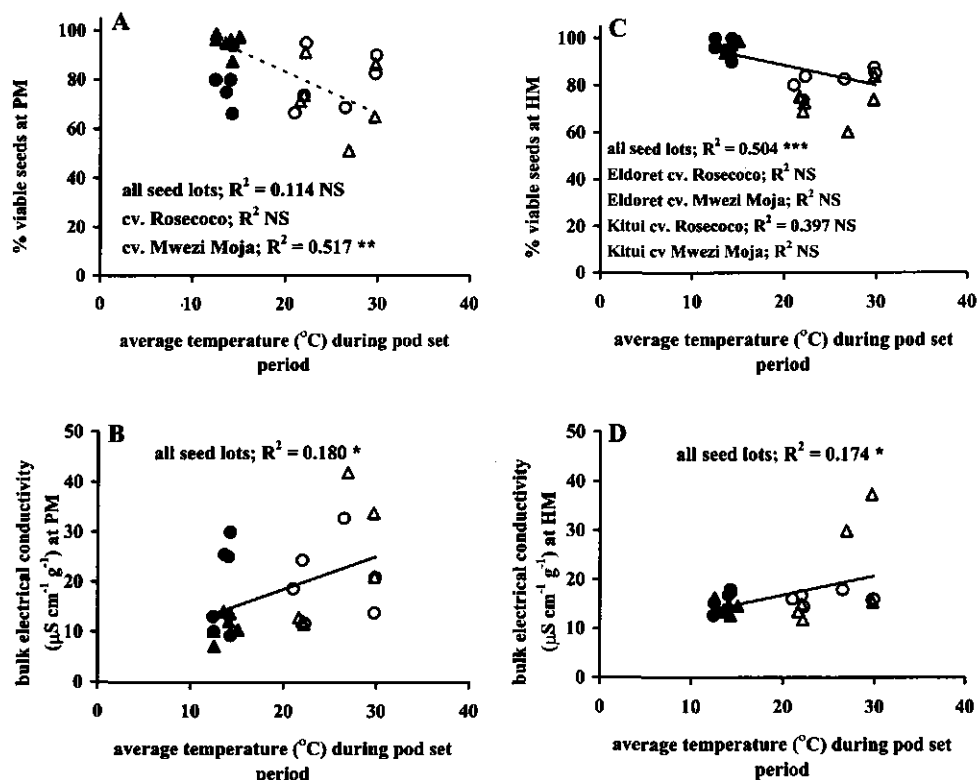 A
100
80
60
40
20
0
% viable seeds at PM
all seed lots; R² = 0.114 NS
cv. Rosecoco; R² NS
cv. Mwezi Moja; R² = 0.517 **
0 10 20 30 40
average temperature (°C) during pod set
period
C
100
80
60
40
20
0
% viable seeds at HM
all seed lots; R² = 0.504 ***
Eldoret cv. Rosecoco; R² NS
Eldoret cv. Mwezi Moja; R² NS
Kitui cv. Rosecoco; R² = 0.397 NS
Kitui cv Mwezi Moja; R² NS
0 10 20 30 40
average temperature (°C) during pod set
period
B
50
40
30
20
10
0
bulk electrical conductivity
(µS cm⁻¹ g⁻¹) at PM
all seed lots; R² = 0.180 *
0 10 20 30 40
average temperature (°C) during pod set
period
D
50
40
30
20
10
0
bulk electrical conductivity
(µS cm⁻¹ g⁻¹) at HM
all seed lots; R² = 0.174 *
0 10 20 30 40
average temperature (°C) during pod set
period